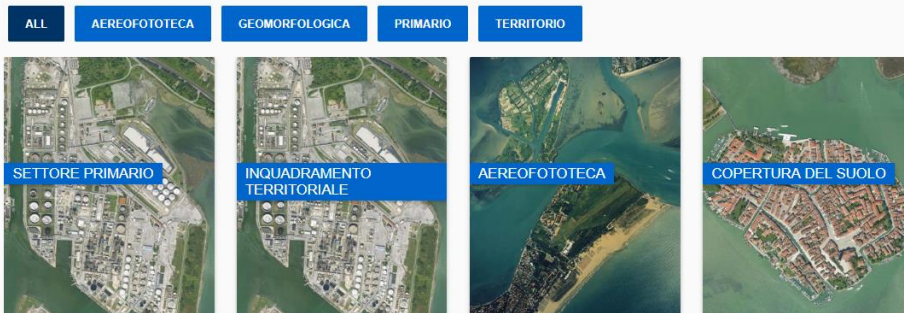 ALL
AEREOFOTOTECA
GEOMORFOLOGICA
PRIMARIO
TERRITORIO
SETTORE PRIMARIO
INQUADRAMENTO
TERRITORIALE
AEREOFOTOTECA
COPERTURA DEL SUOLO